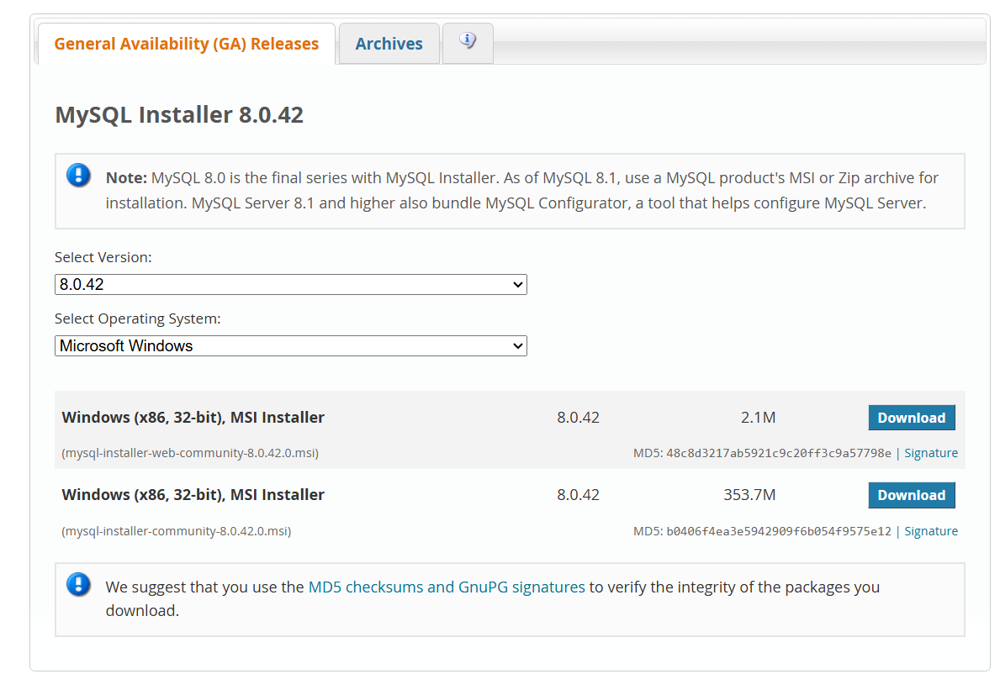 General Availability (GA) Releases
Archives
MySQL Installer 8.0.42
Note: MySQL 8.0 is the final series with MySQL Installer. As of MySQL 8.1, use a MySQL product's MSI or Zip archive for
installation. MySQL Server 8.1 and higher also bundle MySQL Configurator, a tool that helps configure MySQL Server.
Select Version:
8.0.42
Select Operating System:
Microsoft Windows
Windows (x86, 32-bit), MSI Installer 8.0.42 2.1M Download
(mysql-installer-web-community-8.0.42.0.msi) MD5: 48c8d3217ab5921c9c20ff3c9a57798e | Signature
Windows (x86, 32-bit), MSI Installer 8.0.42 353.7M Download
(mysql-installer-community-8.0.42.0.msi) MD5: b0406f4ea3e5942909f6b054f9575e12 | Signature
We suggest that you use the MD5 checksums and GnuPG signatures to verify the integrity of the packages you
download.